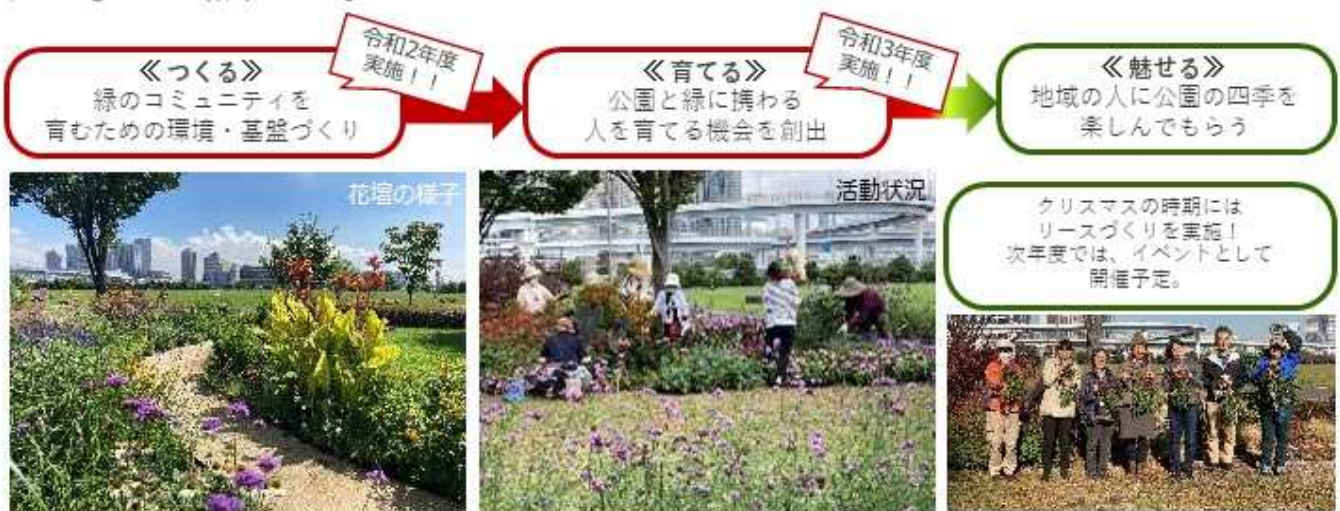 ≪つくる≫
緑のコミュニティを
育むための環境・基盤づくり
令和2年度
実施！！
≪育てる≫
公園と緑に携わる
人を育てる機会を創出
令和3年度
実施！！
≪魅せる≫
地域の人に公園の四季を
楽しんでもらう
花壇の様子
活動状況
クリスマスの時期には
リースづくりを実施！
次年度では、イベントとして
開催予定。